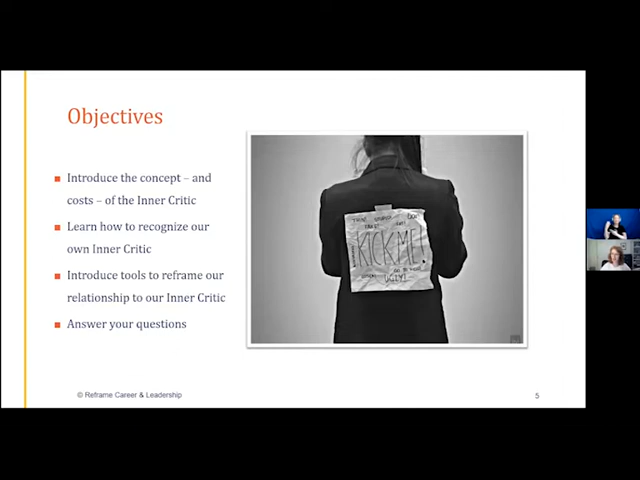 Objectives
Introduce the concept – and
costs – of the Inner Critic
Learn how to recognize our
own Inner Critic
Introduce tools to reframe our
relationship to our Inner Critic
Answer your questions
KICK ME!
UGLY!
© Reframe Career & Leadership
5